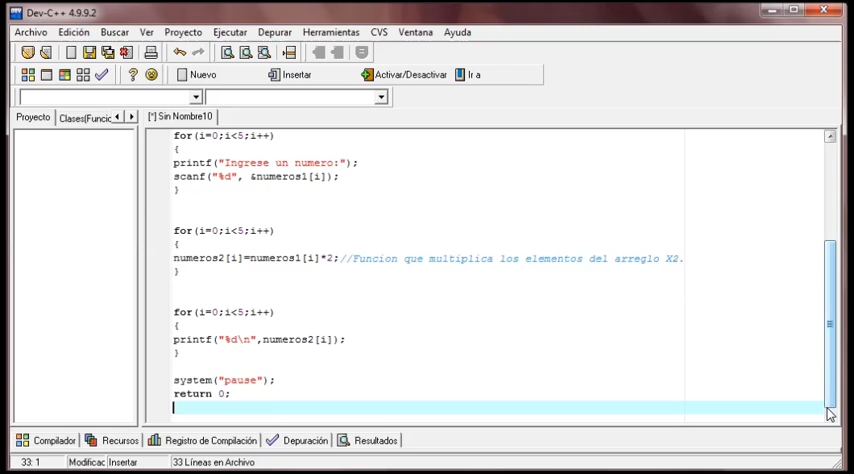 Dev-C++ 4.9.9.2
Archivo Edición Buscar Ver Proyecto Ejecutar Depurar Herramientas CVS Ventana Ayuda
Nuevo Insertar Activar/Desactivar Ir a
Proyecto Clases(Funcio [*] Sin Nombre10
for(i=0;i<5;i++)
{
printf("Ingrese un numero:");
scanf("%d", &numeros1[i]);
}
for(i=0;i<5;i++)
{
numeros2[i]=numeros1[i]*2;//Funcion que multiplica los elementos del arreglo X2.
}
for(i=0;i<5;i++)
{
printf("%d\n",numeros2[i]);
}
system("pause");
return 0;
Compilador Recursos Registro de Compilación Depuración Resultados
33: 1 Modificac Insertar 33 Líneas en Archivo